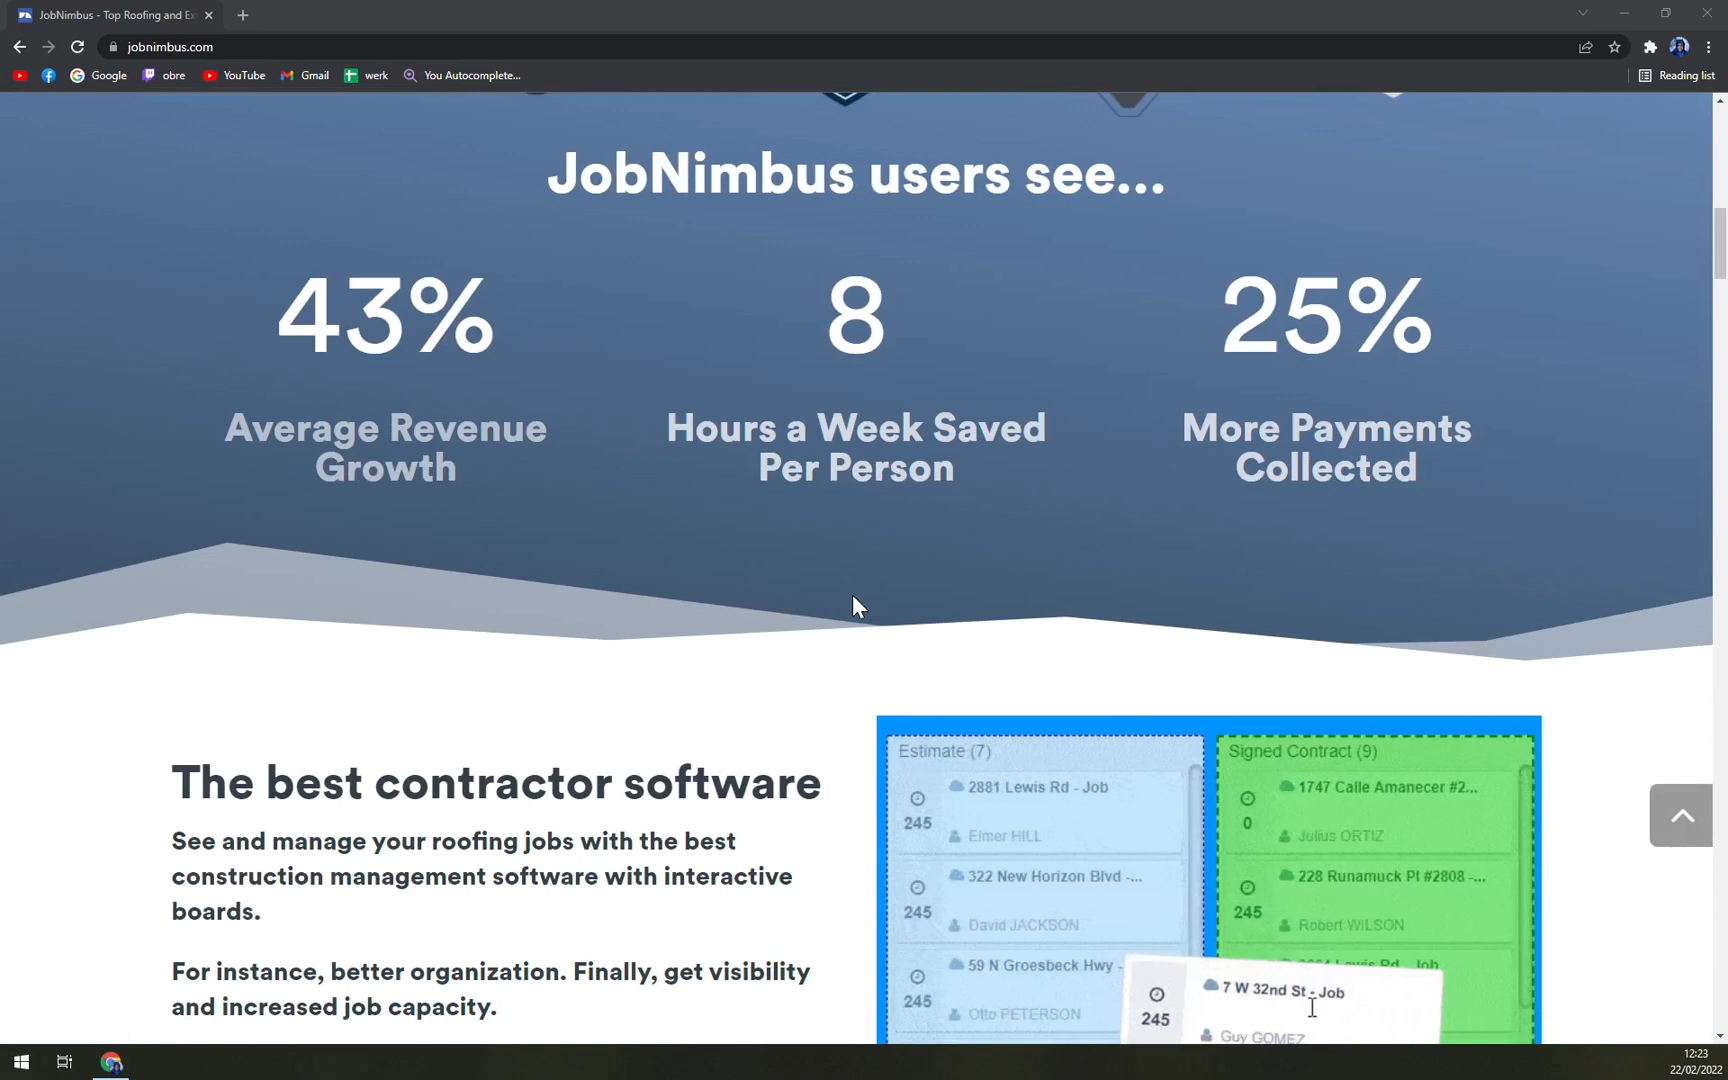 JobNimbus - Top Roofing and Ex
jobnimbus.com
Google
obre
YouTube
Gmail
werk
You Autocomplete...
Reading list
JobNimbus users see...
43%
8
25%
Average Revenue
Growth
Hours a Week Saved
Per Person
More Payments
Collected
The best contractor software
See and manage your roofing jobs with the best
construction management software with interactive
boards.
For instance, better organization. Finally, get visibility
and increased job capacity.
Estimate (7)
2881 Lewis Rd - Job
245
Elmer HILL
322 New Horizon Blvd -...
245
David JACKSON
59 N Groesbeck Hwy -
245
Otto PETERSON
Signed Contract (9)
1747 Calle Amanecer #2...
0
Julius ORTIZ
228 Runamuck Pl #2808 -...
245
Robert WILSON
Lewis Rd - Job
7 W 32nd St - Job
245
Guy GOMEZ
12:23
22/02/2022